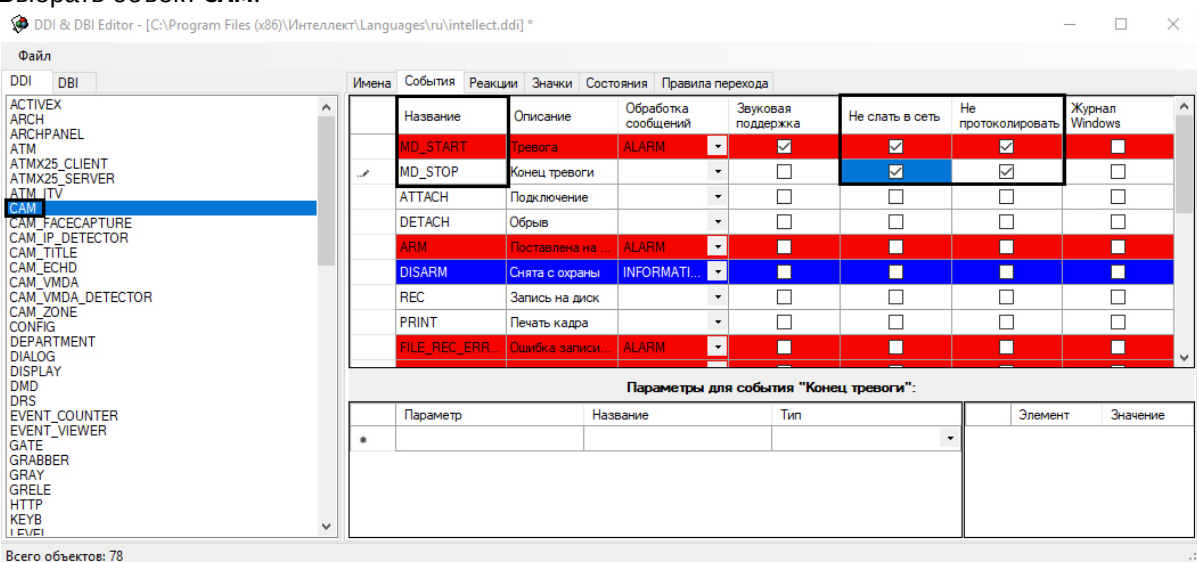 Выбрать объект CAM.
DDI & DBI Editor - [C:\Program Files (x86)\Интеллект\Languages\ru\intellect.ddi] *
Файл
DDI DBI
Имена События Реакции Значки Состояния Правила перехода
ACTIVEX
ARCH
ARCHPANEL
ATM
ATMX25_CLIENT
ATMX25_SERVER
ATM_ITV
CAM
CAM_FACECAPTURE
CAM_IP_DETECTOR
CAM_TITLE
CAM_ECHD
CAM_VMDA
CAM_VMDA_DETECTOR
CAM_ZONE
CONFIG
DEPARTMENT
DIALOG
DISPLAY
DMD
DRS
EVENT_COUNTER
EVENT_VIEWER
GATE
GRABBER
GRAY
GRELE
HTTP
KEYB
LEVEL
Название Описание Обработка сообщений Звуковая поддержка Не слать в сеть Не протоколировать Журнал Windows
MD_START Тревога ALARM
MD_STOP Конец тревоги
ATTACH Подключение
DETACH Обрыв
ARM Поставлена на ... ALARM
DISARM Снята с охраны INFORMATI...
REC Запись на диск
PRINT Печать кадра
FILE_REC_ERR... Ошибка записи... ALARM
Параметры для события "Конец тревоги":
Параметр Название Тип Элемент Значение
Всего объектов: 78